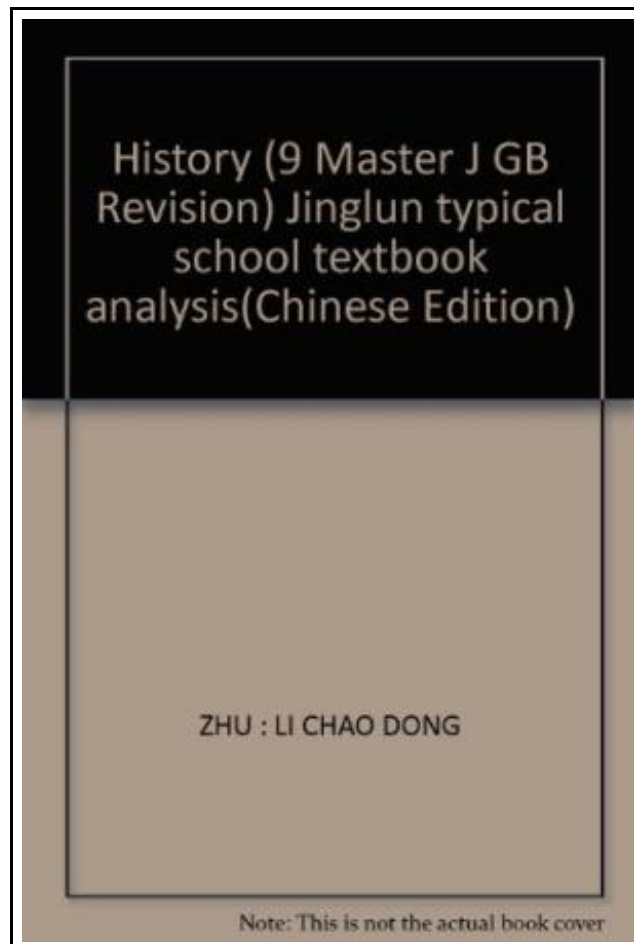 History (9 Master J GB
Revision) Jinglun typical
school textbook
analysis(Chinese Edition)
ZHU : LI CHAO DONG
Note: This is not the actual book cover